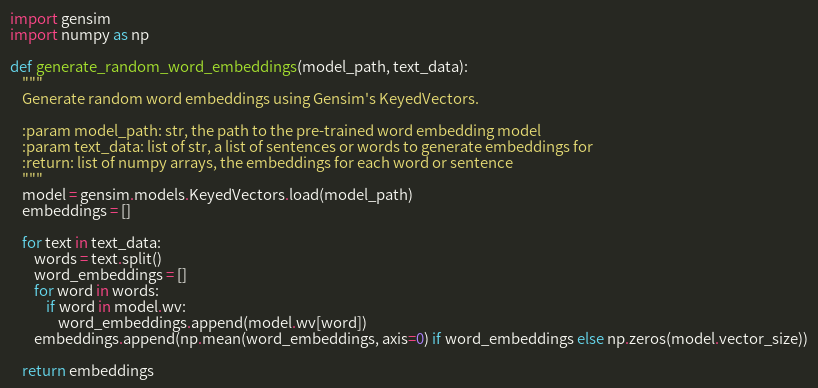 import gensim
import numpy as np

def generate_random_word_embeddings(model_path, text_data):
    """
    Generate random word embeddings using Gensim's KeyedVectors.

    :param model_path: str, the path to the pre-trained word embedding model
    :param text_data: list of str, a list of sentences or words to generate embeddings for
    :return: list of numpy arrays, the embeddings for each word or sentence
    """
    model = gensim.models.KeyedVectors.load(model_path)
    embeddings = []

    for text in text_data:
        words = text.split()
        word_embeddings = []
        for word in words:
            if word in model.wv:
                word_embeddings.append(model.wv[word])
        embeddings.append(np.mean(word_embeddings, axis=0) if word_embeddings else np.zeros(model.vector_size))

    return embeddings